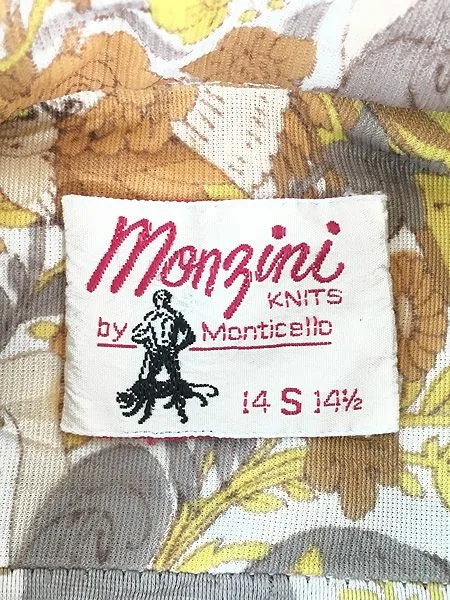 Monzini
KNITS
by Monticello
14 S 14½